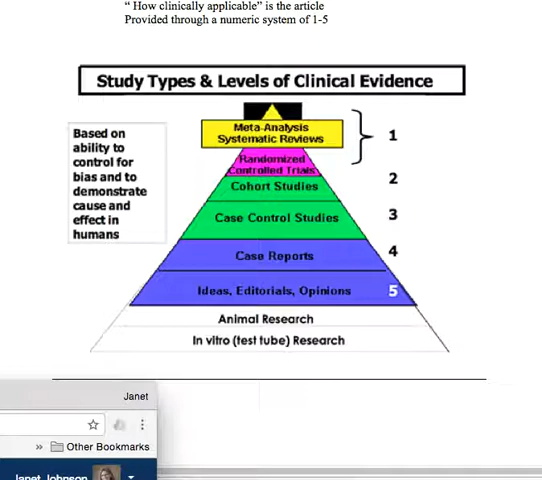 “ How clinically applicable” is the article
Provided through a numeric system of 1-5
Study Types & Levels of Clinical Evidence
Based on
ability to
control for
bias and to
demonstrate
cause and
effect in
humans
Meta-Analysis
Systematic Reviews
1
Randomized
Controlled Trials
Cohort Studies
2
Case Control Studies
3
Case Reports
4
Ideas, Editorials, Opinions
5
Animal Research
In vitro (test tube) Research
Janet
» Other Bookmarks
Janet Johnson